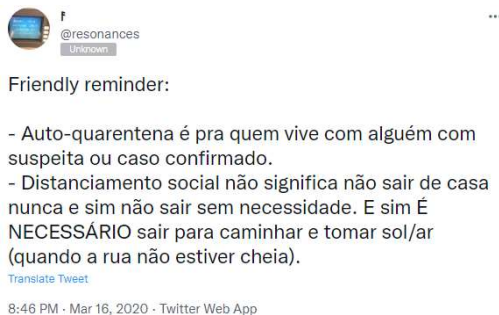 @resonances
Unknown
Friendly reminder:
- Auto-quarentena é pra quem vive com alguém com
suspeita ou caso confirmado.
- Distanciamento social não significa não sair de casa
nunca e sim não sair sem necessidade. E sim É
NECESSÁRIO sair para caminhar e tomar sol/ar
(quando a rua não estiver cheia).
Translate Tweet
8:46 PM · Mar 16, 2020 · Twitter Web App